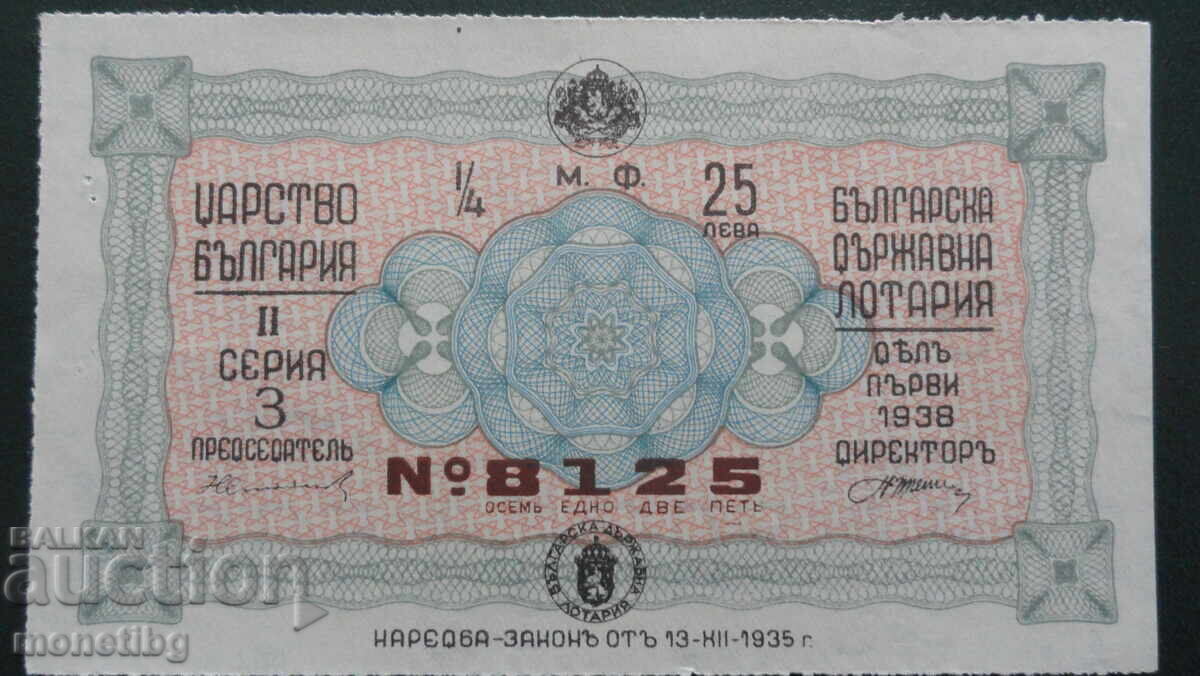 1/4
М. Ф.
25
ЛЕВА
ЦАРСТВО
БЪЛГАРИЯ
II
СЕРИЯ
3
ПРЕДСЕДАТЕЛЬ
БЪЛГАРСКА
ДЪРЖАВНА
ЛОТАРИЯ
ДѢЛЪ
ПЪРВИ
1938
ДИРЕКТОРЪ
№ 8125
ОСЕМЬ ЕДНО ДВЕ ПЕТЬ
БЪЛГАРСКА ДЪРЖАВНА ЛОТАРИЯ
НАРЕДБА-ЗАКОНЪ ОТЪ 13-XII-1935 г.
BALKAN
auction
monetibg